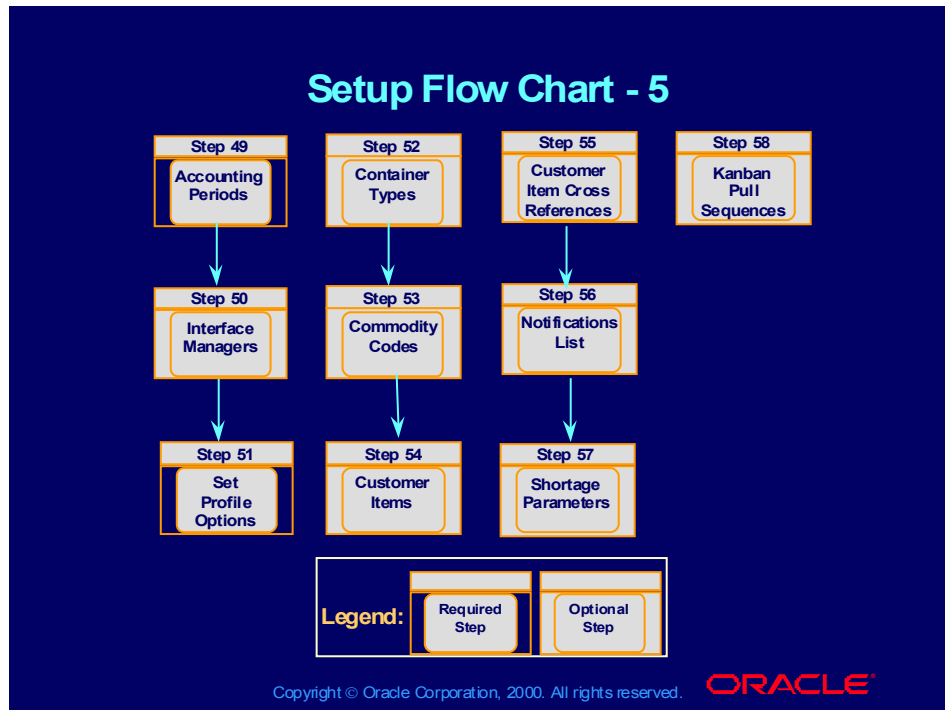 Setup Flow Chart - 5
Step 49
Accounting
Periods
Step 50
Interface
Managers
Step 51
Set
Profile
Options
Step 52
Container
Types
Step 53
Commodity
Codes
Step 54
Customer
Items
Step 55
Customer
Item Cross
References
Step 56
Notifications
List
Step 57
Shortage
Parameters
Step 58
Kanban
Pull
Sequences
Legend:
Required
Step
Optional
Step
Copyright © Oracle Corporation, 2000. All rights reserved.
ORACLE®